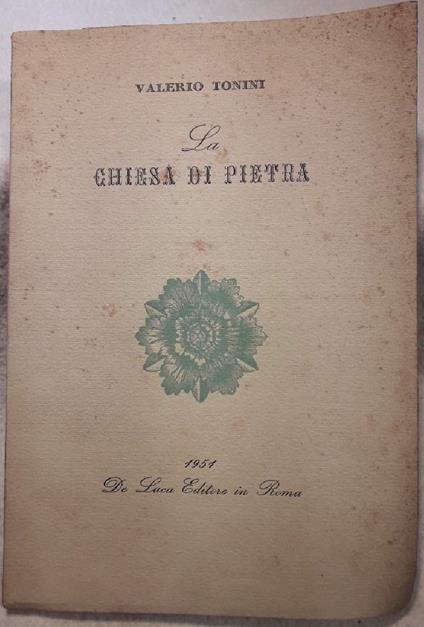 VALERIO TONINI
La
CHIESA DI PIETRA
1951
De Luca Editore in Roma